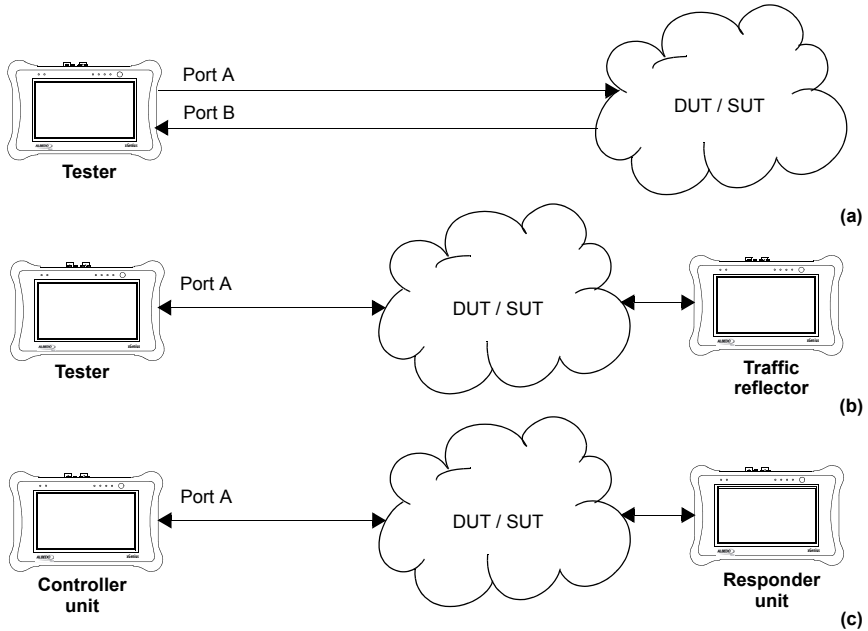 Port A
Port B
DUT / SUT
Tester
(a)
Port A
DUT / SUT
Tester
Traffic
reflector
(b)
Port A
DUT / SUT
Controller
unit
Responder
unit
(c)